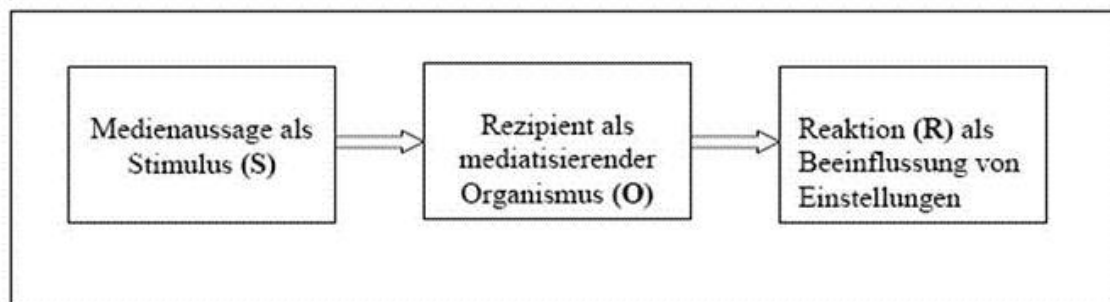 Medienaussage als
Stimulus (S)
Rezipient als
mediatisierender
Organismus (O)
Reaktion (R) als
Beeinflussung von
Einstellungen